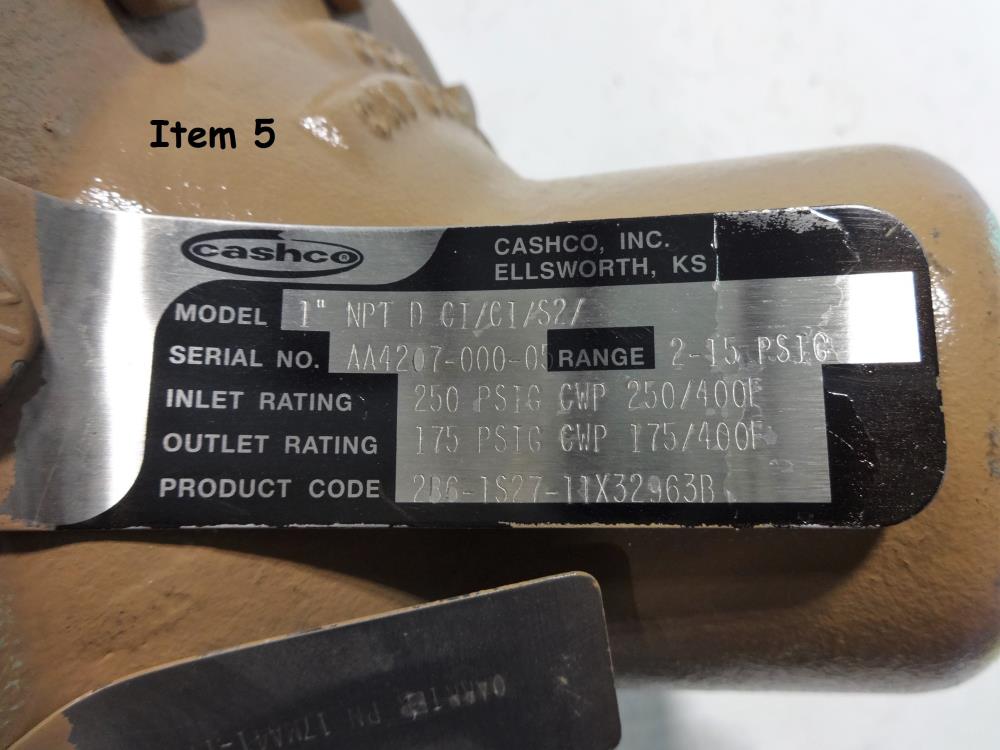 Item 5
cashco®
CASHCO, INC.
ELLSWORTH, KS
MODEL 1" NPT D CI/CI/S2/
SERIAL NO. AA4207-000-05 RANGE 2-15 PSIG
INLET RATING 250 PSIG CWP 250/400F
OUTLET RATING 175 PSIG CWP 175/400F
PRODUCT CODE 2B6-1S27-11X32963B
PN